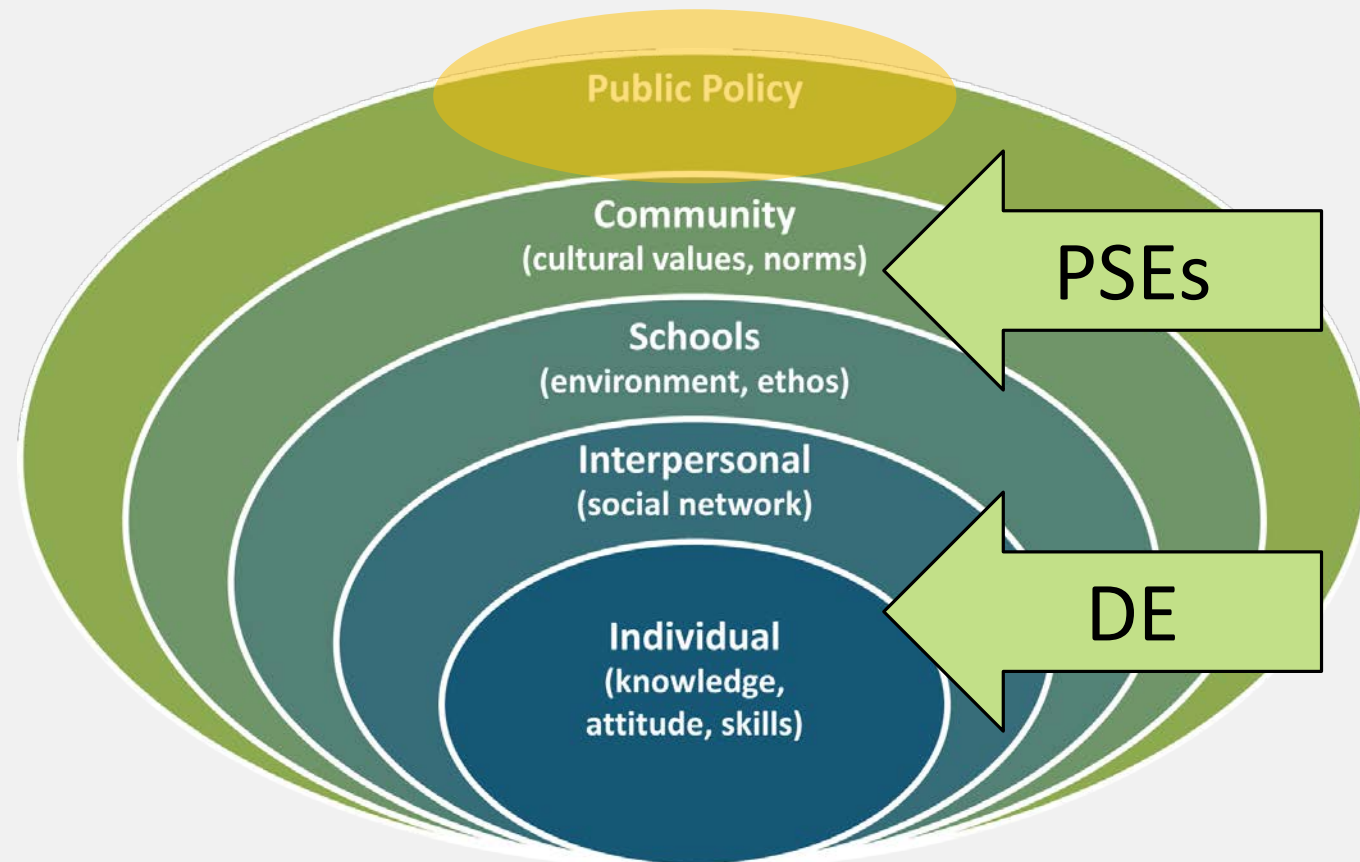 Public Policy
Community
(cultural values, norms)
PSEs
Schools
(environment, ethos)
Interpersonal
(social network)
DE
Individual
(knowledge,
attitude, skills)